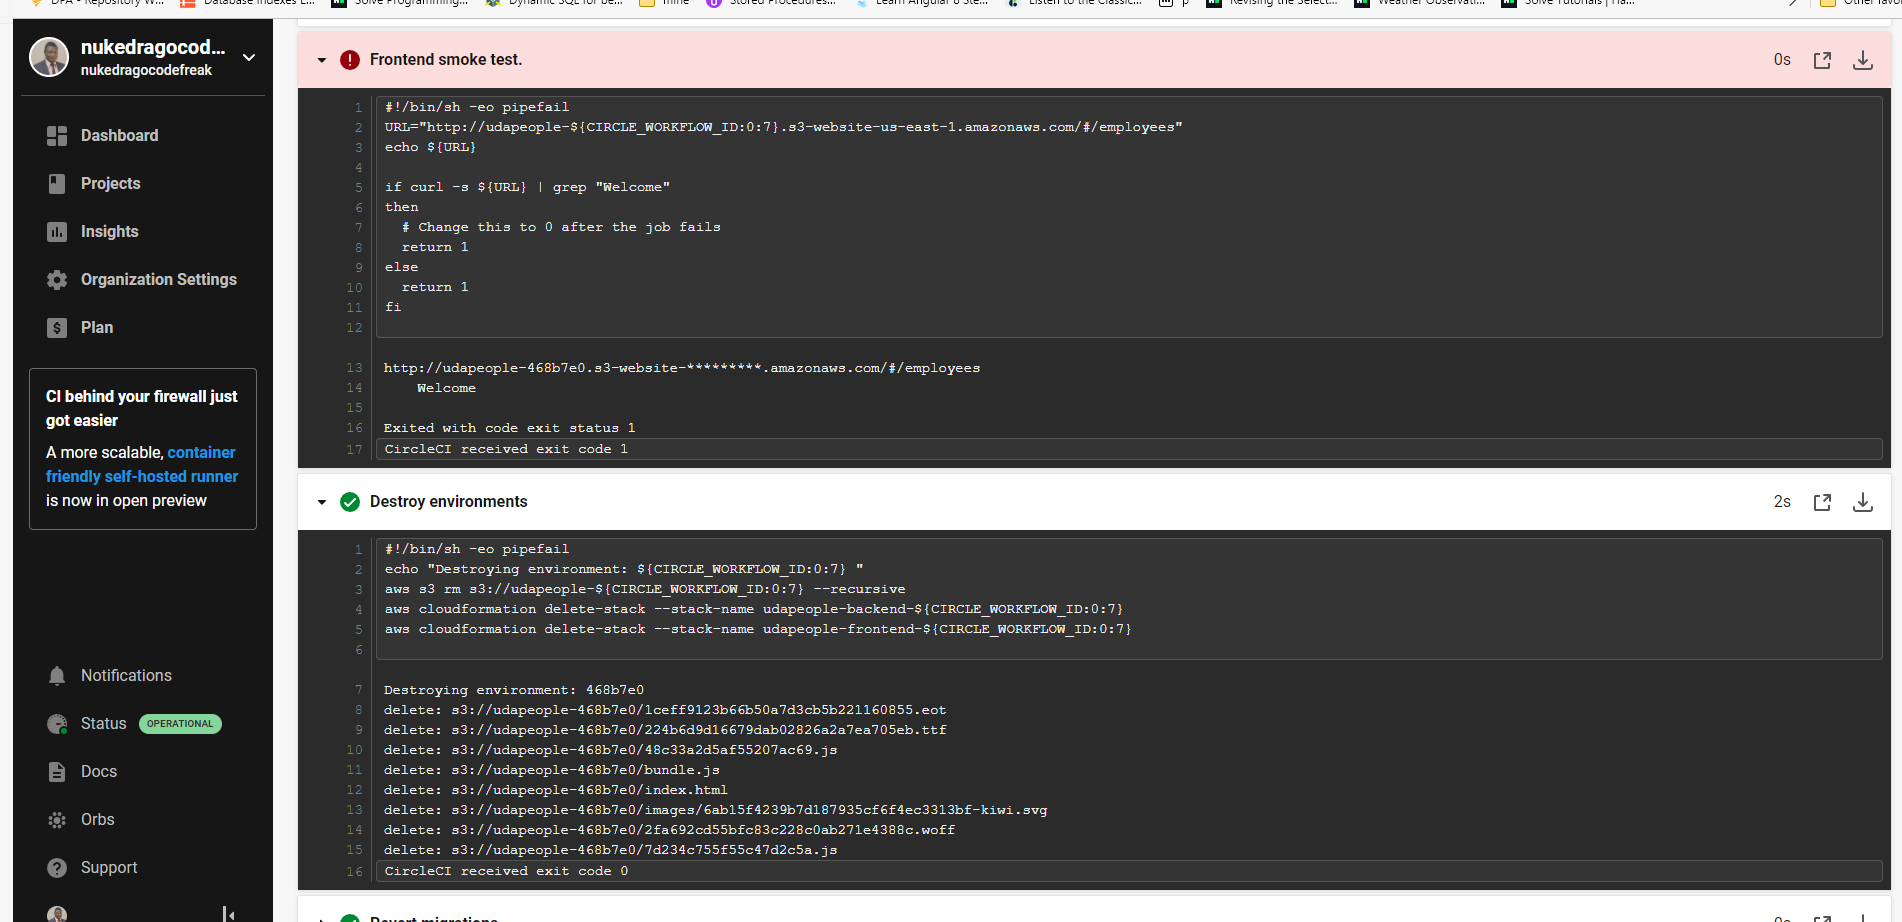 DPA - Repository W...
Database Indexes E...
Solve Programming...
Dynamic SQL for be...
mine
Stored Procedures...
Learn Angular 8 Ste...
Listen to the Classic...
p
Revising the Select...
Weather Observati...
Solve Tutorials | Ha...
nukedragocod...
nukedragocodefreak
Dashboard
Projects
Insights
Organization Settings
Plan
CI behind your firewall just
got easier
A more scalable, container
friendly self-hosted runner
is now in open preview
Notifications
Status OPERATIONAL
Docs
Orbs
Support
Frontend smoke test. 0s
1 #!/bin/sh -eo pipefail
2 URL="http://udapeople-${CIRCLE_WORKFLOW_ID:0:7}.s3-website-us-east-1.amazonaws.com/#/employees"
3 echo ${URL}
4
5 if curl -s ${URL} | grep "Welcome"
6 then
7   # Change this to 0 after the job fails
8   return 1
9 else
10   return 1
11 fi
12
13 http://udapeople-468b7e0.s3-website-*********.amazonaws.com/#/employees
14     Welcome
15
16 Exited with code exit status 1
17 CircleCI received exit code 1
Destroy environments 2s
1 #!/bin/sh -eo pipefail
2 echo "Destroying environment: ${CIRCLE_WORKFLOW_ID:0:7} "
3 aws s3 rm s3://udapeople-${CIRCLE_WORKFLOW_ID:0:7} --recursive
4 aws cloudformation delete-stack --stack-name udapeople-backend-${CIRCLE_WORKFLOW_ID:0:7}
5 aws cloudformation delete-stack --stack-name udapeople-frontend-${CIRCLE_WORKFLOW_ID:0:7}
6
7 Destroying environment: 468b7e0
8 delete: s3://udapeople-468b7e0/1ceff9123b66b50a7d3cb5b221160855.eot
9 delete: s3://udapeople-468b7e0/224b6d9d16679dab02826a2a7ea705eb.ttf
10 delete: s3://udapeople-468b7e0/48c33a2d5af55207ac69.js
11 delete: s3://udapeople-468b7e0/bundle.js
12 delete: s3://udapeople-468b7e0/index.html
13 delete: s3://udapeople-468b7e0/images/6ab15f4239b7d187935cf6f4ec3313bf-kiwi.svg
14 delete: s3://udapeople-468b7e0/2fa692cd55bfc83c228c0ab271e4388c.woff
15 delete: s3://udapeople-468b7e0/7d234c755f55c47d2c5a.js
16 CircleCI received exit code 0
Revert migrations 0s